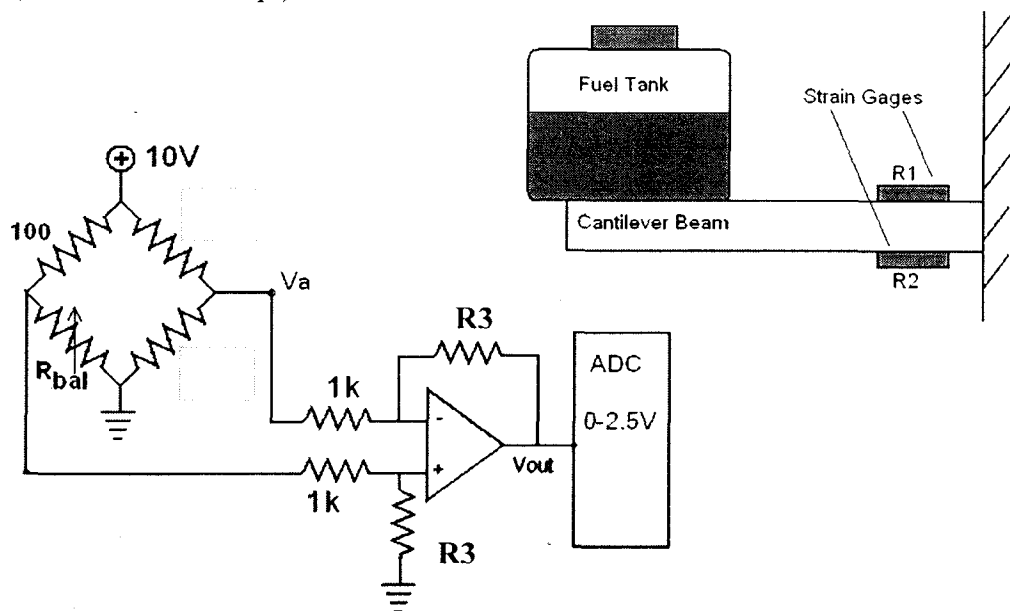 Fuel Tank
Strain Gages
R1
Cantilever Beam
R2
10V
100
Va
Rbal
R3
1k
ADC
0-2.5V
-
+
Vout
1k
R3